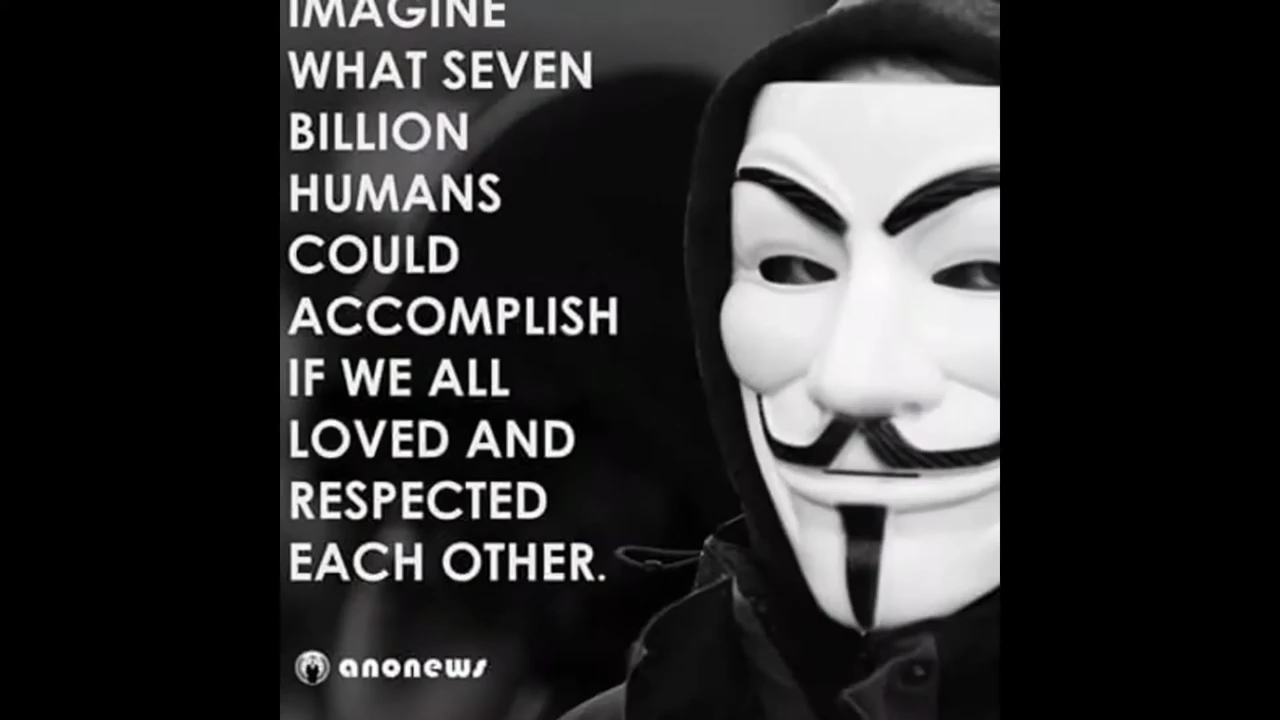 IMAGINE
WHAT SEVEN
BILLION
HUMANS
COULD
ACCOMPLISH
IF WE ALL
LOVED AND
RESPECTED
EACH OTHER.
anonews